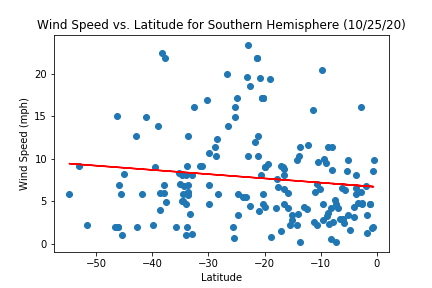 Wind Speed vs. Latitude for Southern Hemisphere (10/25/20)
Wind Speed (mph)
20
15
10
5
0
−50 −40 −30 −20 −10 0
Latitude